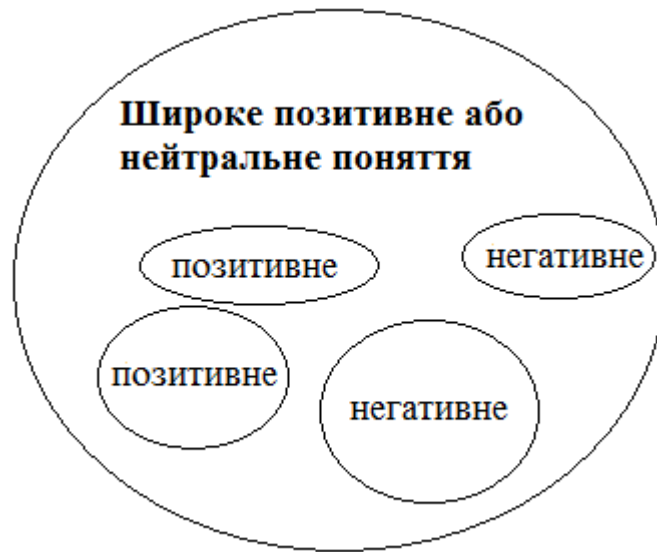 Широке позитивне або
нейтральне поняття
позитивне
негативне
позитивне
негативне